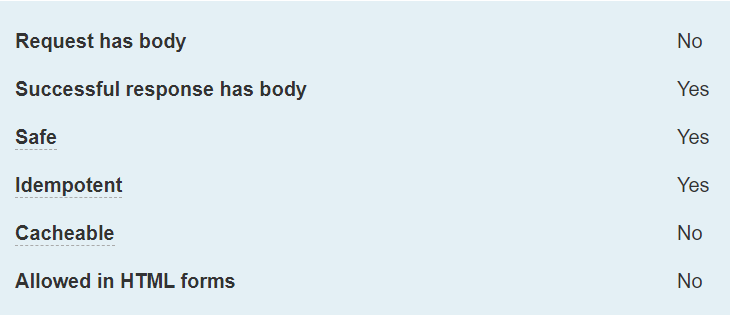 Request has body No
Successful response has body Yes
Safe Yes
Idempotent Yes
Cacheable No
Allowed in HTML forms No